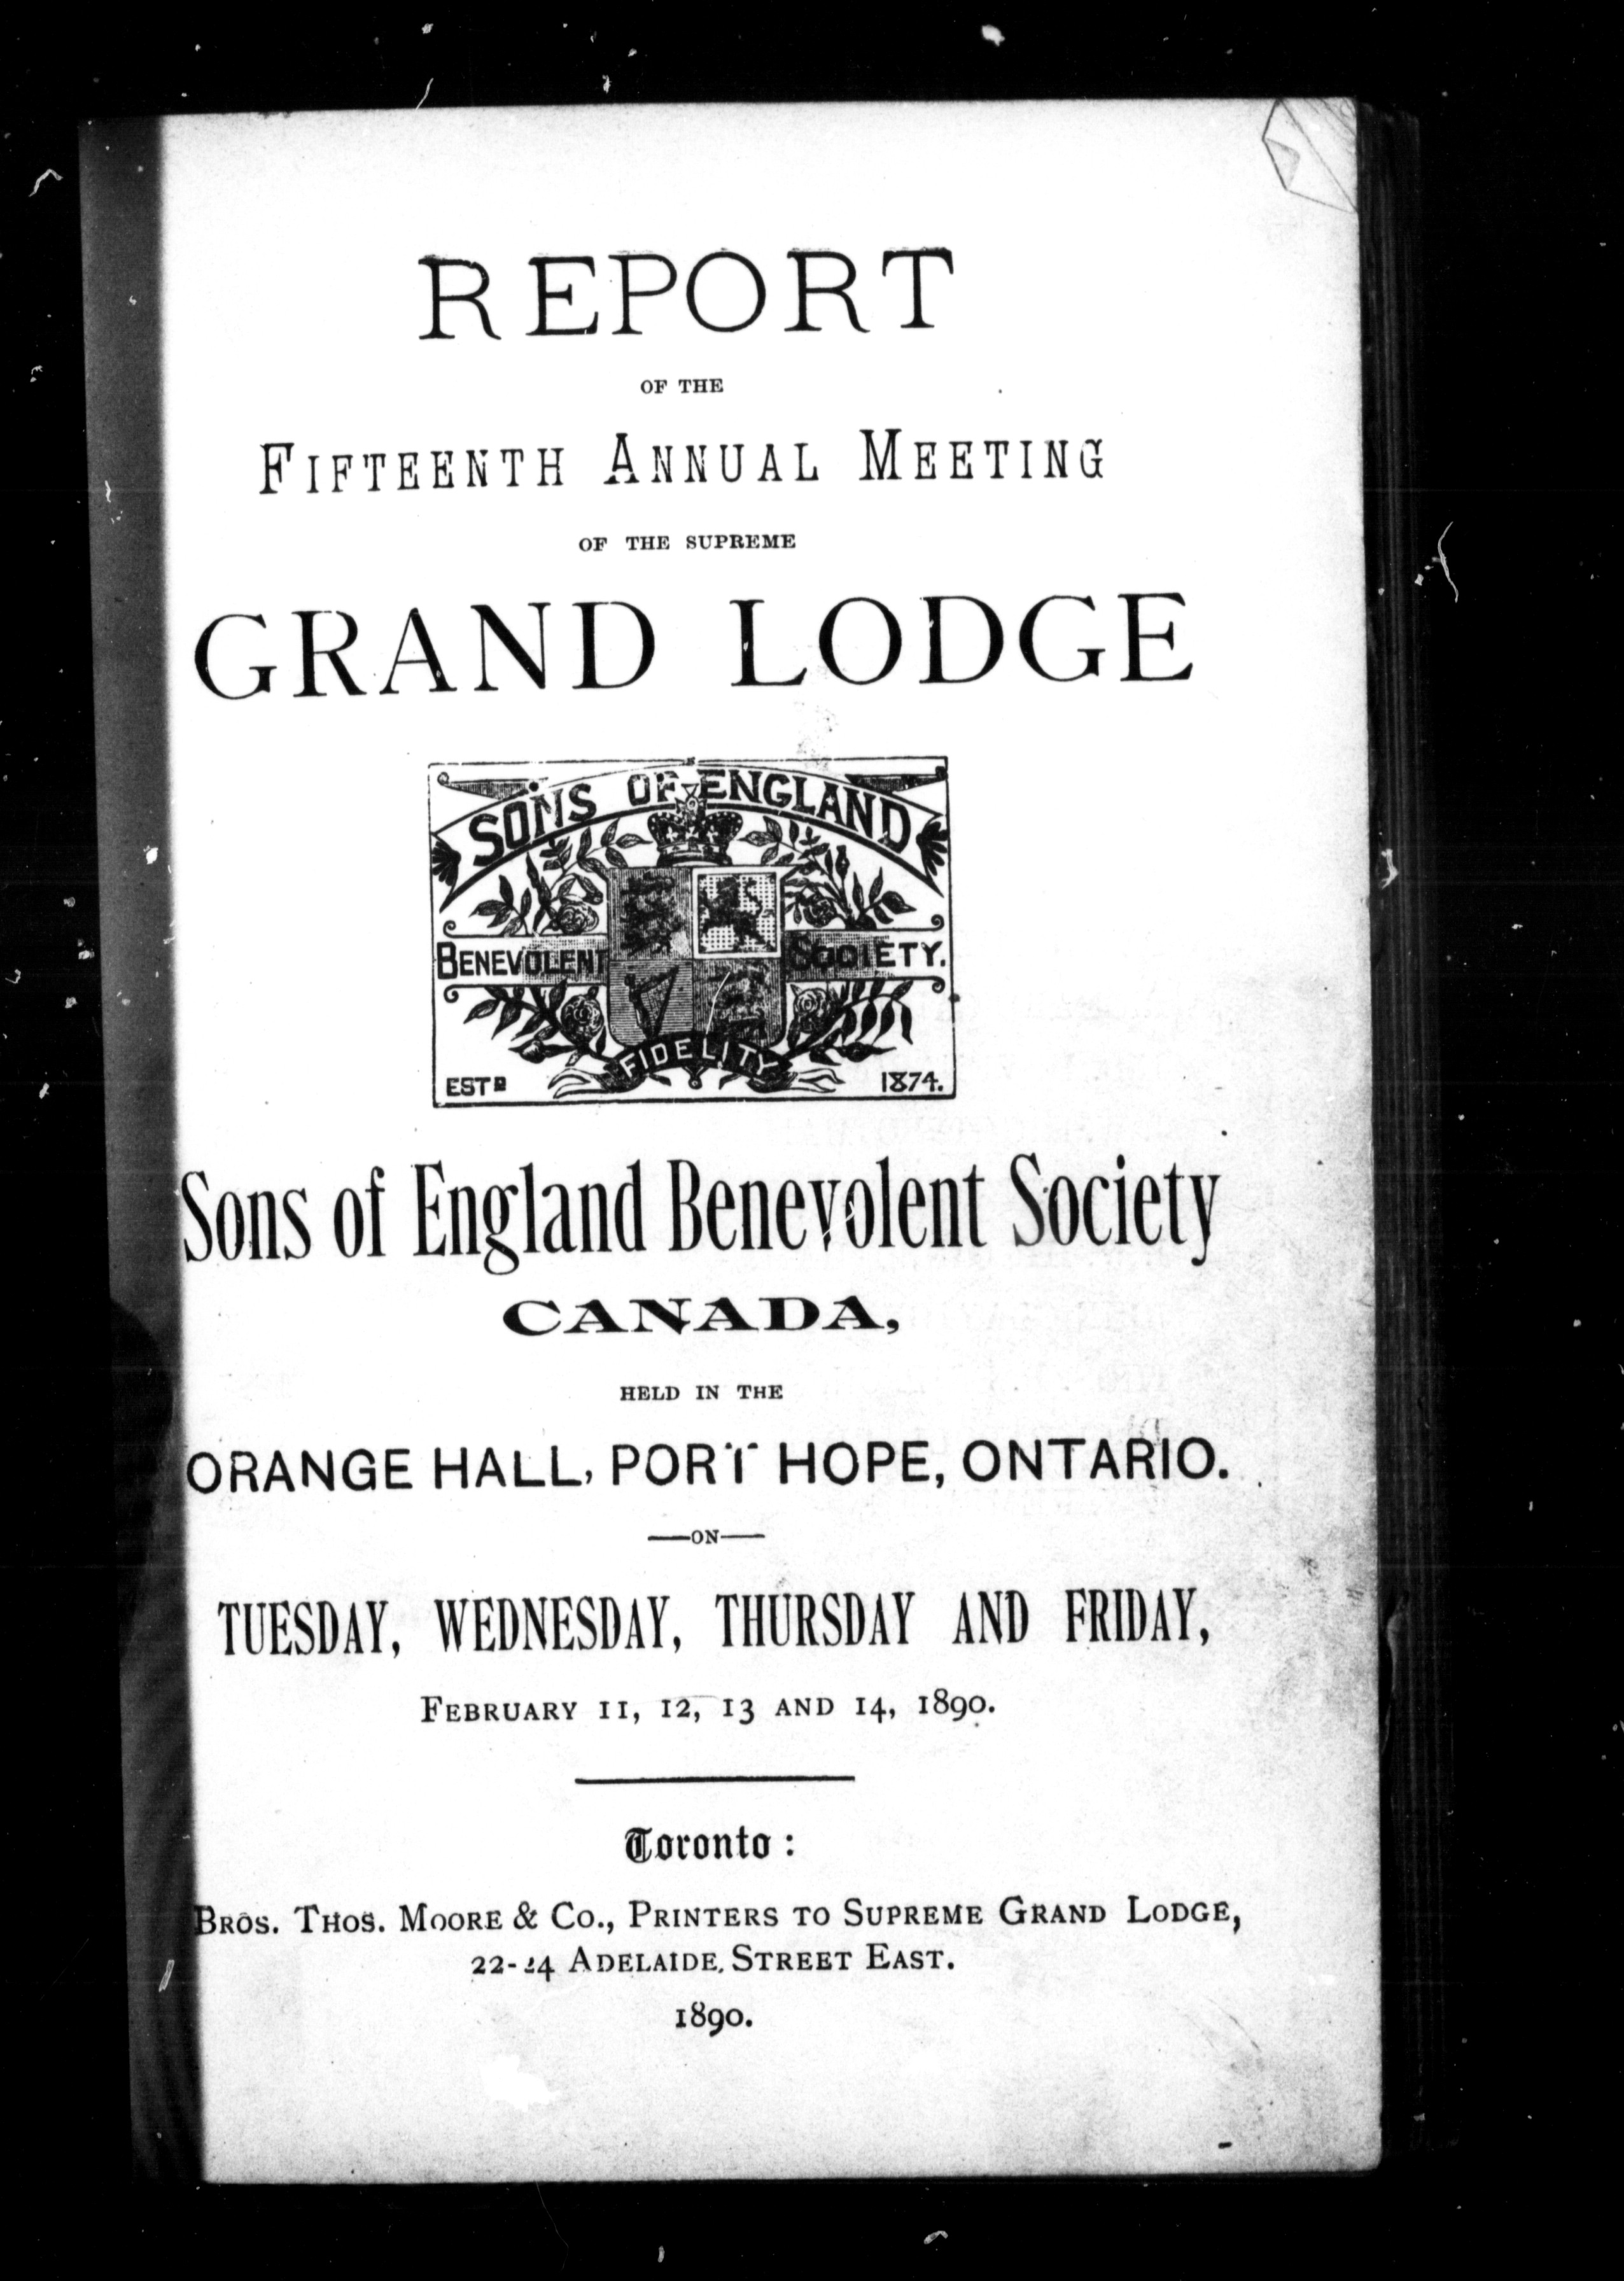 REPORT
OF THE
FIFTEENTH ANNUAL MEETING
OF THE SUPREME
GRAND LODGE
SONS OF ENGLAND
BENEVOLENT SOCIETY.
FIDELITY
ESTD 1874.
Sons of England Benevolent Society
CANADA,
HELD IN THE
ORANGE HALL, PORT HOPE, ONTARIO.
—ON—
TUESDAY, WEDNESDAY, THURSDAY AND FRIDAY,
FEBRUARY 11, 12, 13 AND 14, 1890.
Toronto:
BROS. THOS. MOORE & CO., PRINTERS TO SUPREME GRAND LODGE,
22-24 ADELAIDE STREET EAST.
1890.